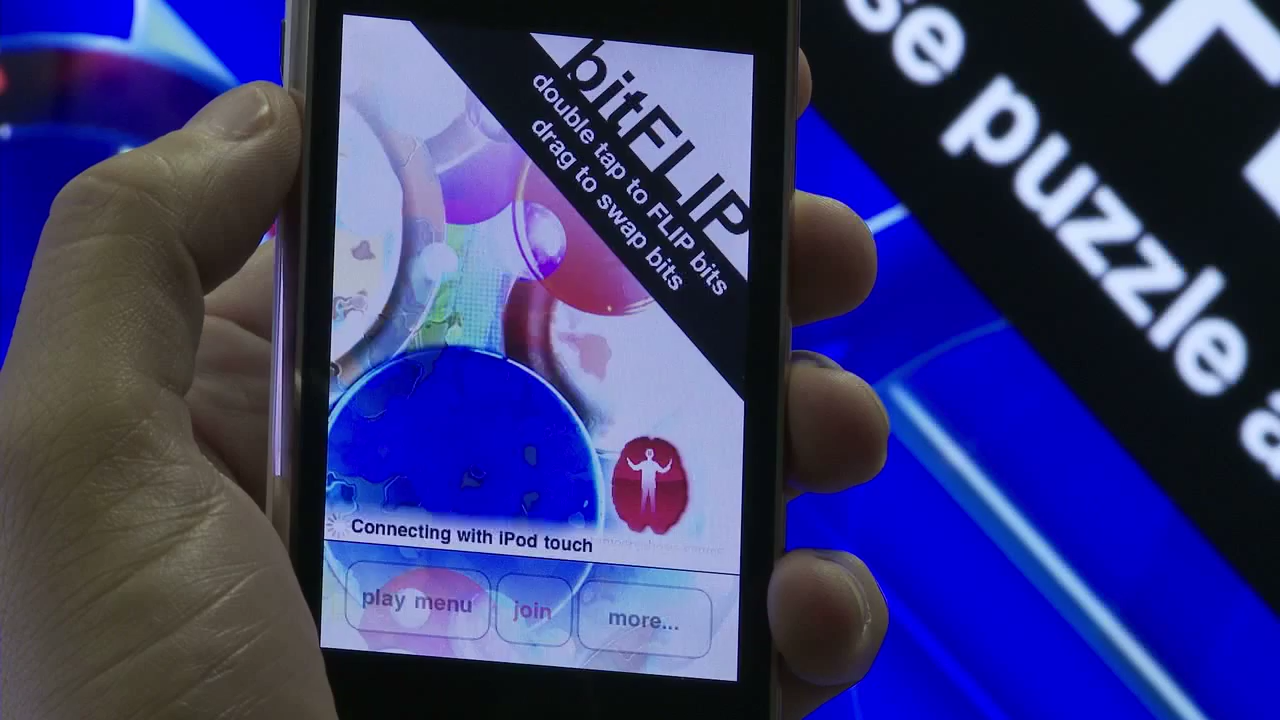 bitFLIP
double tap to FLIP bits
drag to swap bits
Connecting with iPod touch
play menu
join
more...
puzzle